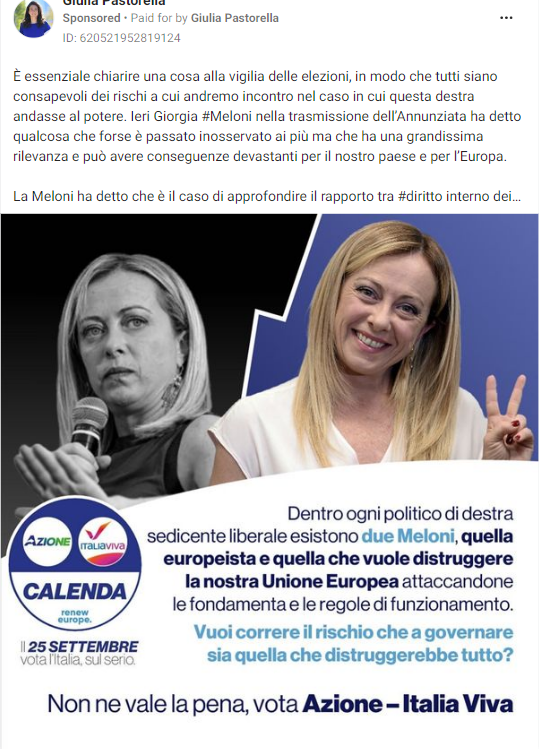 Giulia Pastorella
Sponsored • Paid for by Giulia Pastorella
ID: 620521952819124
È essenziale chiarire una cosa alla vigilia delle elezioni, in modo che tutti siano
consapevoli dei rischi a cui andremo incontro nel caso in cui questa destra
andasse al potere. Ieri Giorgia #Meloni nella trasmissione dell’Annunziata ha detto
qualcosa che forse è passato inosservato ai più ma che ha una grandissima
rilevanza e può avere conseguenze devastanti per il nostro paese e per l’Europa.
La Meloni ha detto che è il caso di approfondire il rapporto tra #diritto interno dei...
Dentro ogni politico di destra
sedicente liberale esistono due Meloni, quella
europeista e quella che vuole distruggere
la nostra Unione Europea attaccandone
le fondamenta e le regole di funzionamento.
Vuoi correre il rischio che a governare
sia quella che distruggerebbe tutto?
AZIONE
ITALIAVIVA
CALENDA
renew
europe.
Il 25 SETTEMBRE
vota l'Italia, sul serio.
Non ne vale la pena, vota Azione – Italia Viva